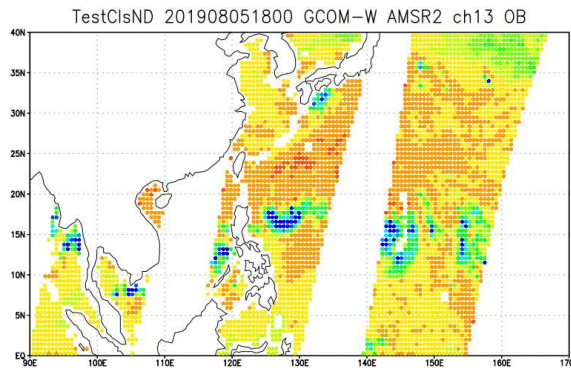 TestClsND 201908051800 GCOM-W AMSR2 ch13 OB
40N
35N
30N
25N
20N
15N
10N
5N
EQ
90E 100E 110E 120E 130E 140E 150E 160E 170